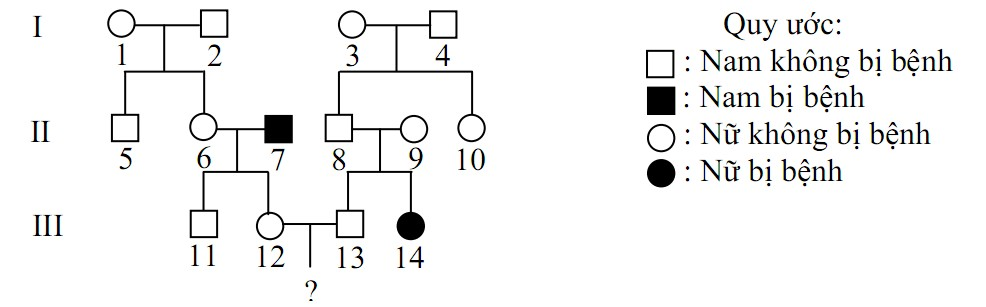 I
1 2 3 4
II
5 6 7 8 9 10
III
11 12 13 14
?
Quy ước:
: Nam không bị bệnh
: Nam bị bệnh
: Nữ không bị bệnh
: Nữ bị bệnh